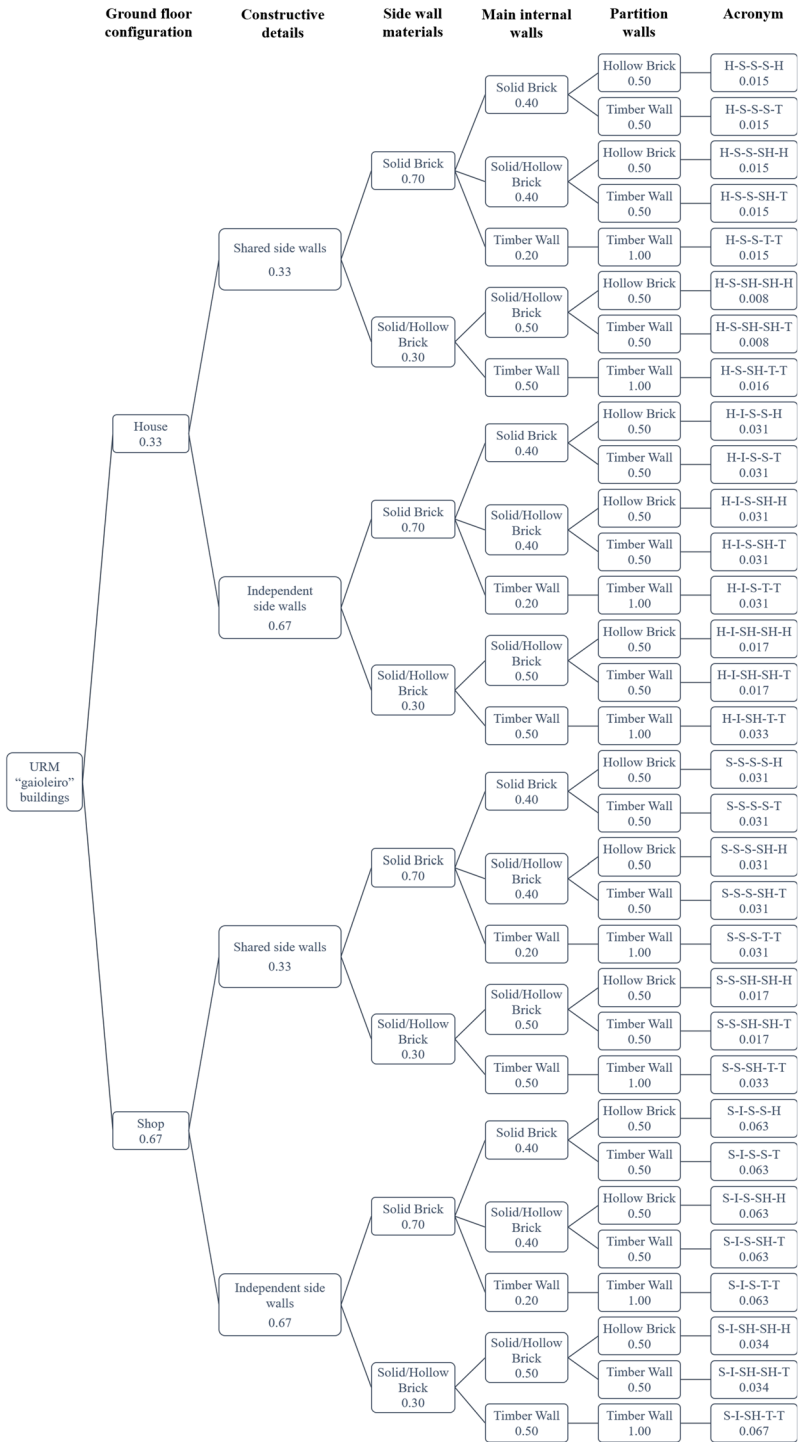 Ground floor
configuration
Constructive
details
Side wall
materials
Main internal
walls
Partition
walls
Acronym
URM
“gaioleiro”
buildings
House
0.33
Shared side walls
0.33
Solid Brick
0.70
Solid Brick
0.40
Hollow Brick
0.50
H-S-S-S-H
0.015
Timber Wall
0.50
H-S-S-S-T
0.015
Solid/Hollow
Brick
0.40
Hollow Brick
0.50
H-S-S-SH-H
0.015
Timber Wall
0.50
H-S-S-SH-T
0.015
Timber Wall
0.20
Timber Wall
1.00
H-S-S-T-T
0.015
Solid/Hollow
Brick
0.30
Solid/Hollow
Brick
0.50
Hollow Brick
0.50
H-S-SH-SH-H
0.008
Timber Wall
0.50
H-S-SH-SH-T
0.008
Timber Wall
0.50
Timber Wall
1.00
H-S-SH-T-T
0.016
Independent
side walls
0.67
Solid Brick
0.70
Solid Brick
0.40
Hollow Brick
0.50
H-I-S-S-H
0.031
Timber Wall
0.50
H-I-S-S-T
0.031
Solid/Hollow
Brick
0.40
Hollow Brick
0.50
H-I-S-SH-H
0.031
Timber Wall
0.50
H-I-S-SH-T
0.031
Timber Wall
0.20
Timber Wall
1.00
H-I-S-T-T
0.031
Solid/Hollow
Brick
0.30
Solid/Hollow
Brick
0.50
Hollow Brick
0.50
H-I-SH-SH-H
0.017
Timber Wall
0.50
H-I-SH-SH-T
0.017
Timber Wall
0.50
Timber Wall
1.00
H-I-SH-T-T
0.033
Shop
0.67
Shared side walls
0.33
Solid Brick
0.70
Solid Brick
0.40
Hollow Brick
0.50
S-S-S-S-H
0.031
Timber Wall
0.50
S-S-S-S-T
0.031
Solid/Hollow
Brick
0.40
Hollow Brick
0.50
S-S-S-SH-H
0.031
Timber Wall
0.50
S-S-S-SH-T
0.031
Timber Wall
0.20
Timber Wall
1.00
S-S-S-T-T
0.031
Solid/Hollow
Brick
0.30
Solid/Hollow
Brick
0.50
Hollow Brick
0.50
S-S-SH-SH-H
0.017
Timber Wall
0.50
S-S-SH-SH-T
0.017
Timber Wall
0.50
Timber Wall
1.00
S-S-SH-T-T
0.033
Independent side
walls
0.67
Solid Brick
0.70
Solid Brick
0.40
Hollow Brick
0.50
S-I-S-S-H
0.063
Timber Wall
0.50
S-I-S-S-T
0.063
Solid/Hollow
Brick
0.40
Hollow Brick
0.50
S-I-S-SH-H
0.063
Timber Wall
0.50
S-I-S-SH-T
0.063
Timber Wall
0.20
Timber Wall
1.00
S-I-S-T-T
0.063
Solid/Hollow
Brick
0.30
Solid/Hollow
Brick
0.50
Hollow Brick
0.50
S-I-SH-SH-H
0.034
Timber Wall
0.50
S-I-SH-SH-T
0.034
Timber Wall
0.50
Timber Wall
1.00
S-I-SH-T-T
0.067